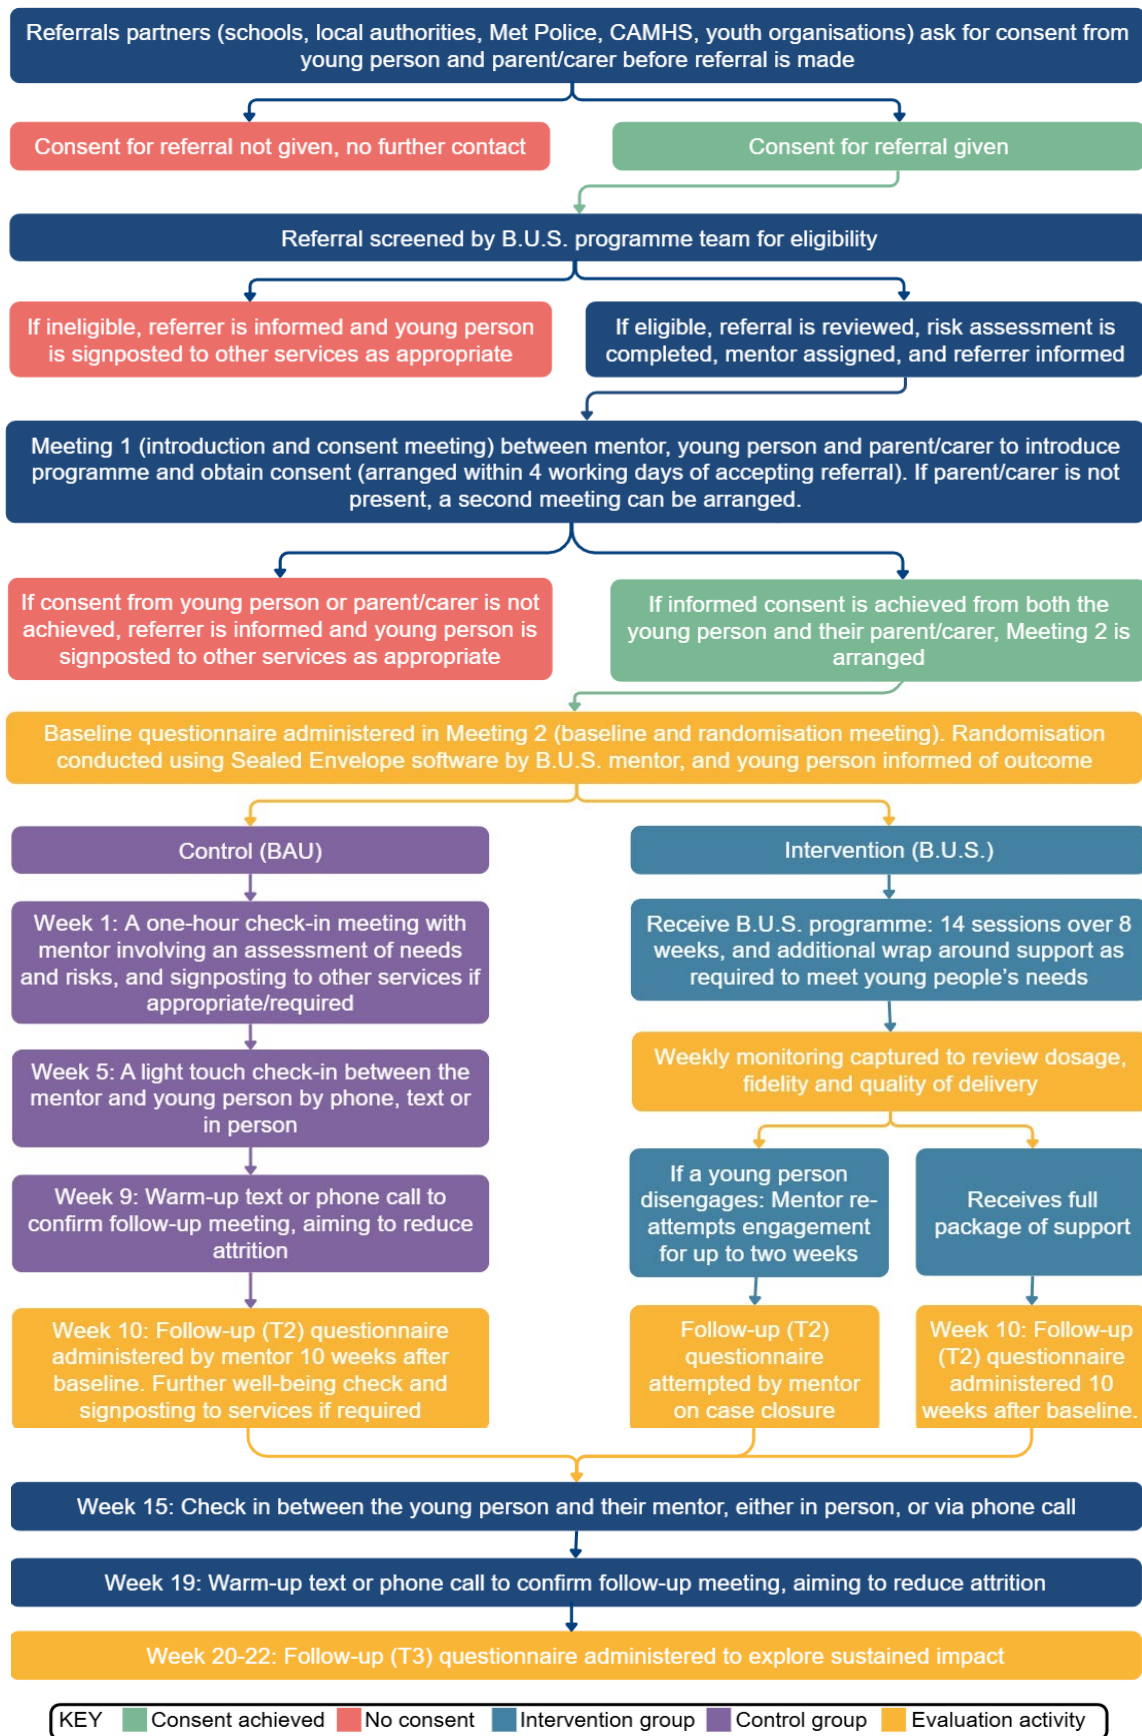 Referrals partners (schools, local authorities, Met Police, CAMHS, youth organisations) ask for consent from
young person and parent/carer before referral is made
Consent for referral not given, no further contact
Consent for referral given
Referral screened by B.U.S. programme team for eligibility
If ineligible, referrer is informed and young person
is signposted to other services as appropriate
If eligible, referral is reviewed, risk assessment is
completed, mentor assigned, and referrer informed
Meeting 1 (introduction and consent meeting) between mentor, young person and parent/carer to introduce
programme and obtain consent (arranged within 4 working days of accepting referral). If parent/carer is not
present, a second meeting can be arranged.
If consent from young person or parent/carer is not
achieved, referrer is informed and young person is
signposted to other services as appropriate
If informed consent is achieved from both the
young person and their parent/carer, Meeting 2 is
arranged
Baseline questionnaire administered in Meeting 2 (baseline and randomisation meeting). Randomisation
conducted using Sealed Envelope software by B.U.S. mentor, and young person informed of outcome
Control (BAU)
Week 1: A one-hour check-in meeting with
mentor involving an assessment of needs
and risks, and signposting to other services if
appropriate/required
Week 5: A light touch check-in between the
mentor and young person by phone, text or
in person
Week 9: Warm-up text or phone call to
confirm follow-up meeting, aiming to reduce
attrition
Week 10: Follow-up (T2) questionnaire
administered by mentor 10 weeks after
baseline. Further well-being check and
signposting to services if required
Intervention (B.U.S.)
Receive B.U.S. programme: 14 sessions over 8
weeks, and additional wrap around support as
required to meet young people's needs
Weekly monitoring captured to review dosage,
fidelity and quality of delivery
If a young person
disengages: Mentor re-
attempts engagement
for up to two weeks
Follow-up (T2)
questionnaire
attempted by mentor
on case closure
Receives full
package of support
Week 10: Follow-up
(T2) questionnaire
administered 10
weeks after baseline.
Week 15: Check in between the young person and their mentor, either in person, or via phone call
Week 19: Warm-up text or phone call to confirm follow-up meeting, aiming to reduce attrition
Week 20-22: Follow-up (T3) questionnaire administered to explore sustained impact
KEY Consent achieved No consent Intervention group Control group Evaluation activity